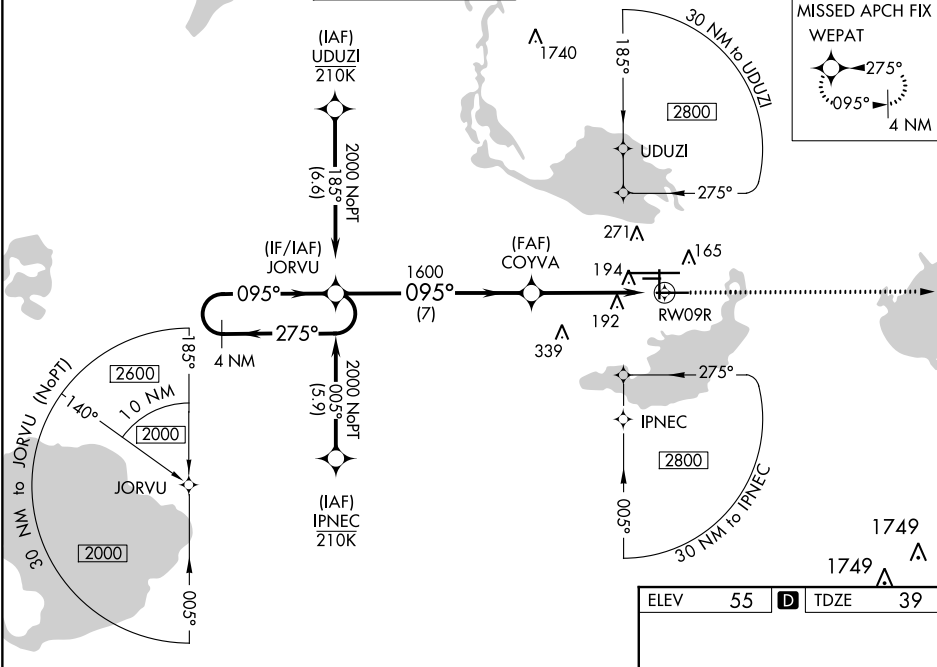 MISSED APCH FIX
WEPAT
275°
095°
4 NM
(IAF)
UDUZI
210K
1740
30 NM to UDUZI
185°
2800
UDUZI
275°
2000 NoPT
185°
(6.6)
(IF/IAF)
JORVU
(FAF)
COYVA
271
165
194
1600
095°
095°
(7)
RW09R
192
275°
4 NM
339
30 NM to JORVU (NoPT)
185°
2600
140°
10 NM
2000
JORVU
2000
005°
2000 NoPT
005°
(5.9)
(IAF)
IPNEC
210K
275°
IPNEC
2800
005°
30 NM to IPNEC
1749
1749
ELEV 55 D TDZE 39